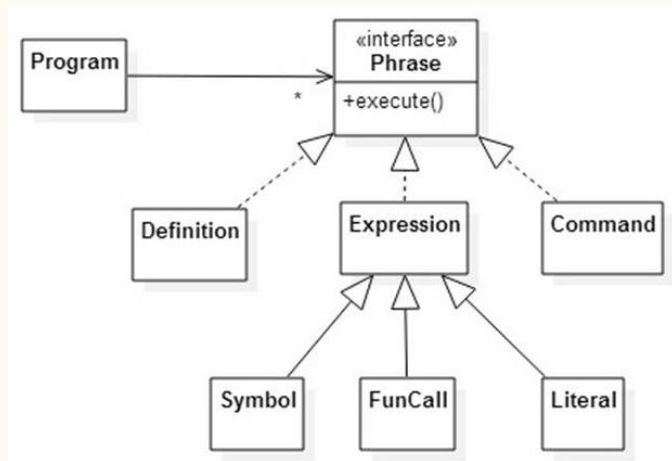 «interface»
Program
Phrase
*
+execute()
Definition
Expression
Command
Symbol
FunCall
Literal